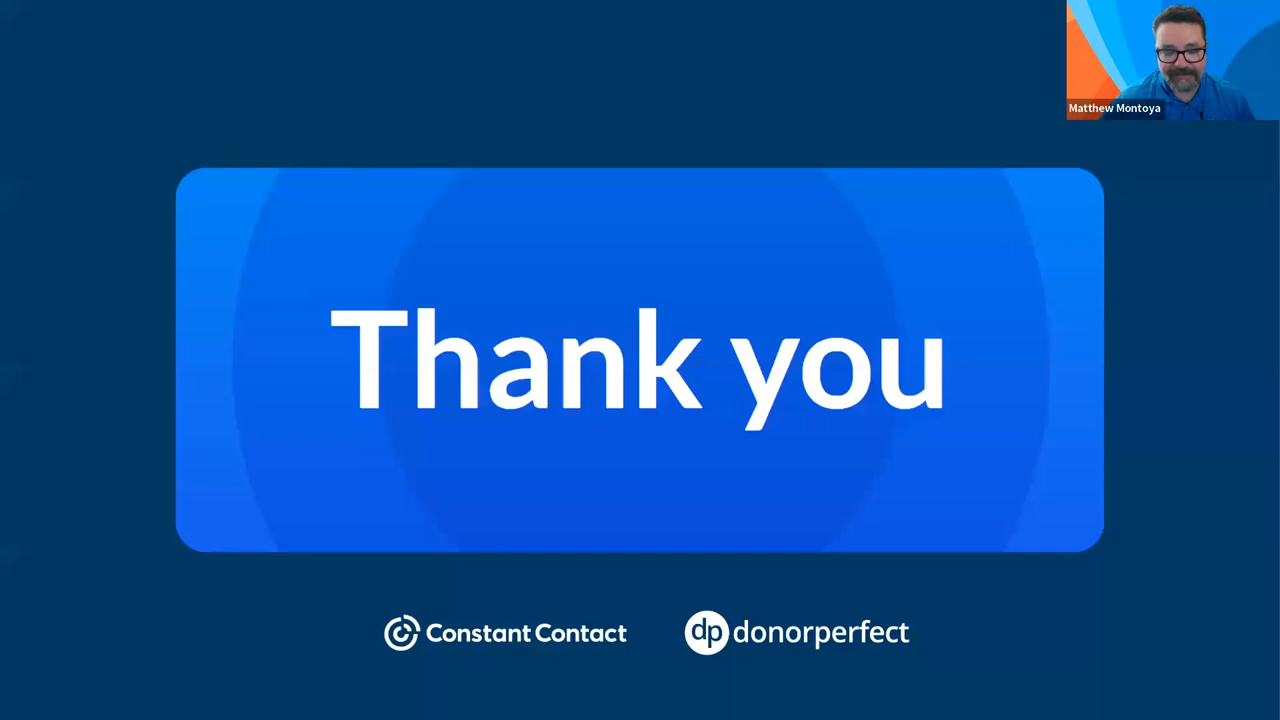 Matthew Montoya
Thank you
Constant Contact
dp donorperfect